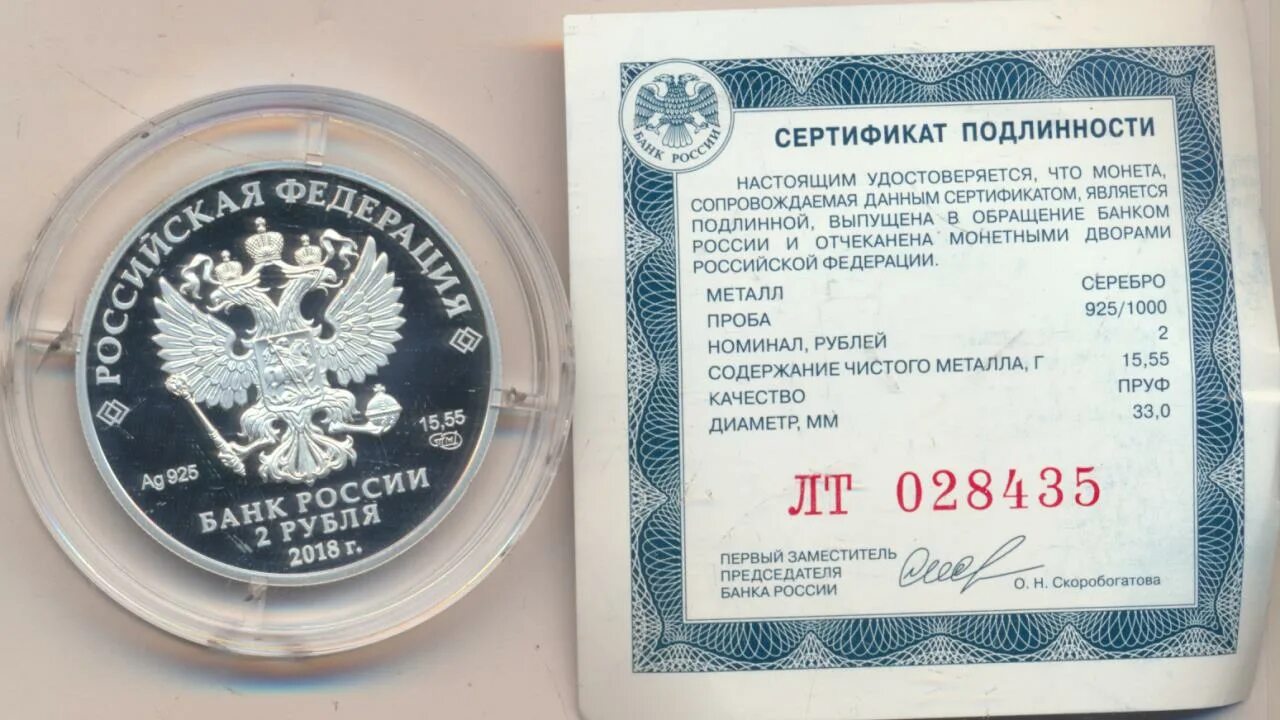 РОССИЙСКАЯ ФЕДЕРАЦИЯ
15,55
СПМД
Ag 925
БАНК РОССИИ
2 РУБЛЯ
2018 г.
БАНК РОССИИ
СЕРТИФИКАТ ПОДЛИННОСТИ
НАСТОЯЩИМ УДОСТОВЕРЯЕТСЯ, ЧТО МОНЕТА,
СОПРОВОЖДАЕМАЯ ДАННЫМ СЕРТИФИКАТОМ, ЯВЛЯЕТСЯ
ПОДЛИННОЙ, ВЫПУЩЕНА В ОБРАЩЕНИЕ БАНКОМ
РОССИИ И ОТЧЕКАНЕНА МОНЕТНЫМИ ДВОРАМИ
РОССИЙСКОЙ ФЕДЕРАЦИИ.
МЕТАЛЛ СЕРЕБРО
ПРОБА 925/1000
НОМИНАЛ, РУБЛЕЙ 2
СОДЕРЖАНИЕ ЧИСТОГО МЕТАЛЛА, Г 15,55
КАЧЕСТВО ПРУФ
ДИАМЕТР, ММ 33,0
ЛТ 028435
ПЕРВЫЙ ЗАМЕСТИТЕЛЬ
ПРЕДСЕДАТЕЛЯ
БАНКА РОССИИ
О. Н. Скоробогатова